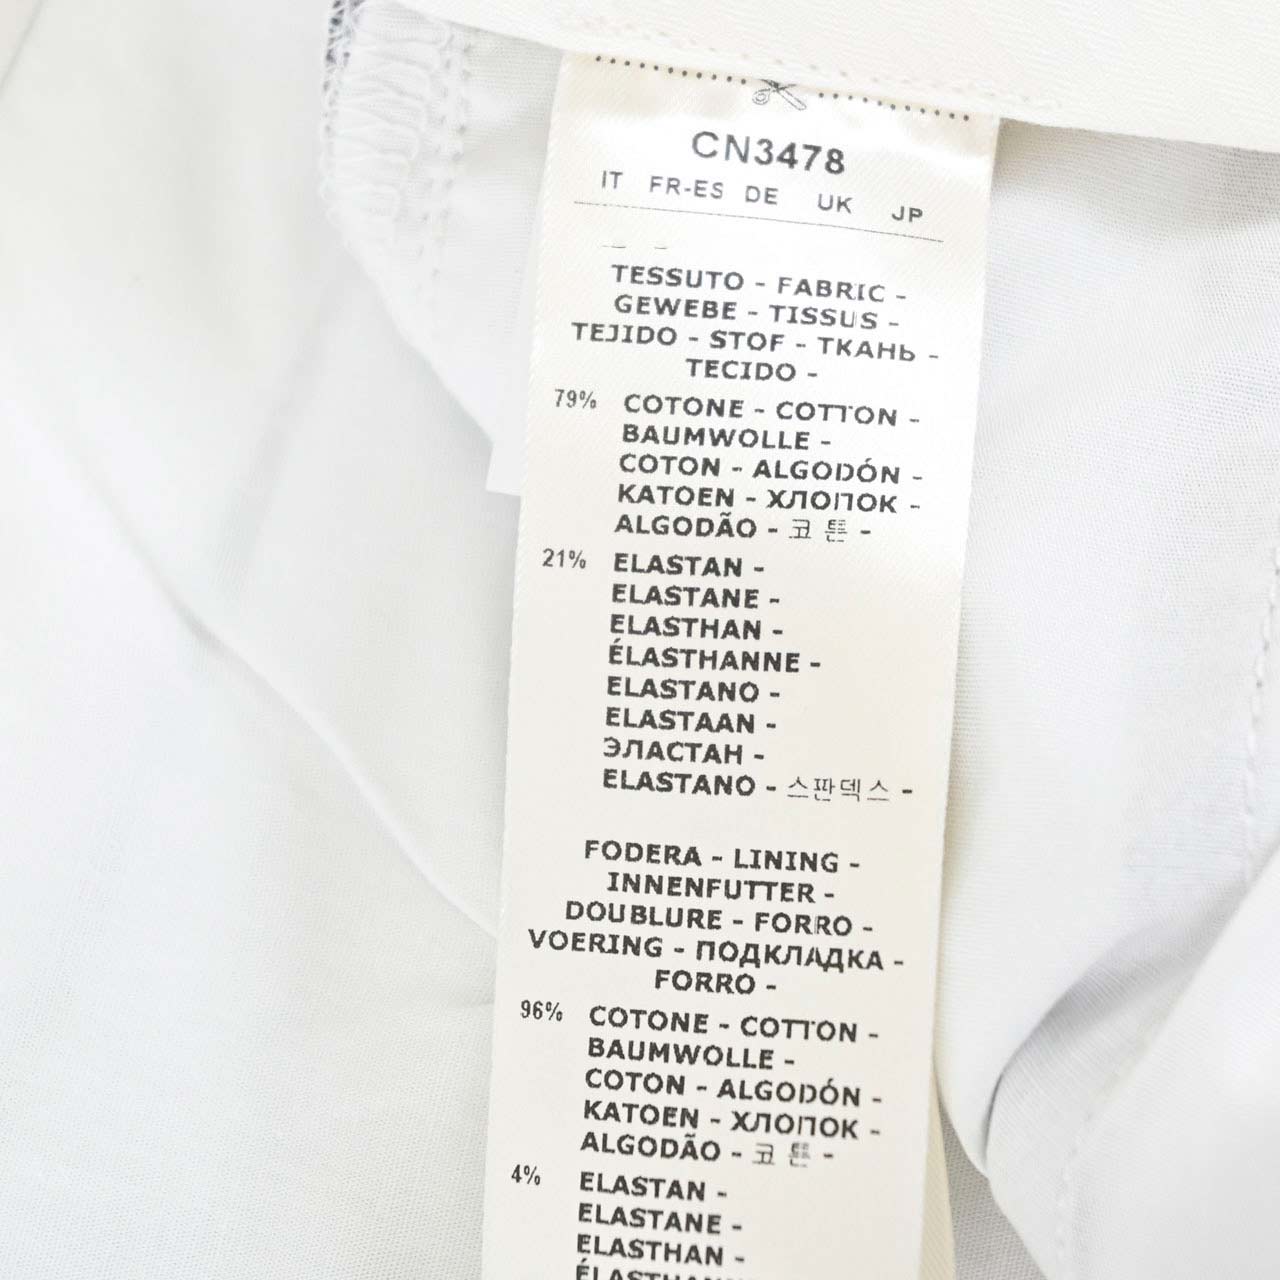 CN3478
IT FR-ES DE UK JP
TESSUTO - FABRIC -
GEWEBE - TISSUS -
TEJIDO - STOF - ТКАНЬ -
TECIDO -
79% COTONE - COTTON -
BAUMWOLLE -
COTON - ALGODÓN -
KATOEN - ХЛОПОК -
ALGODÃO - 코튼 -
21% ELASTAN -
ELASTANE -
ELASTHAN -
ÉLASTHANNE -
ELASTANO -
ELASTAAN -
ЭЛАСТАН -
ELASTANO - 스판덱스 -
FODERA - LINING -
INNENFUTTER -
DOUBLURE - FORRO -
VOERING - ПОДКЛАДКА -
FORRO -
96% COTONE - COTTON -
BAUMWOLLE -
COTON - ALGODÓN -
KATOEN - ХЛОПОК -
ALGODÃO - 코튼 -
4% ELASTAN -
ELASTANE -
ELASTHAN -